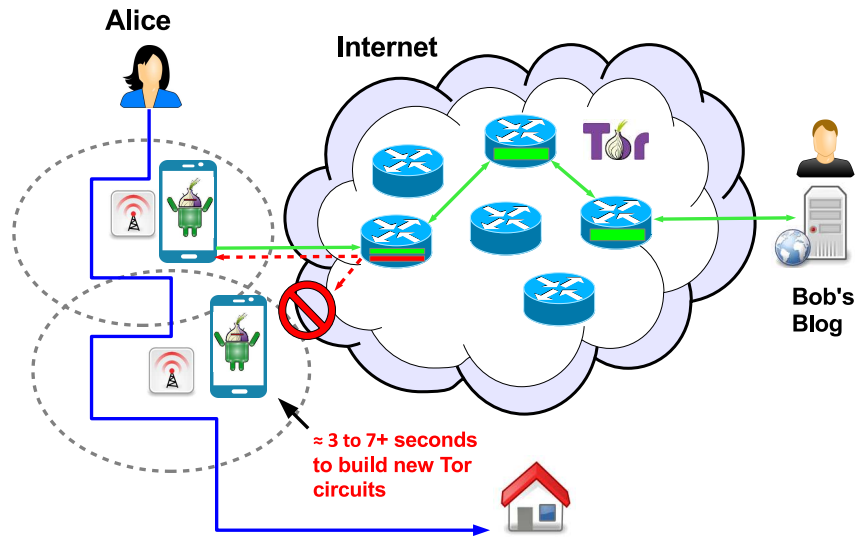 Alice
Internet
Tor
Bob's
Blog
≈ 3 to 7+ seconds
to build new Tor
circuits